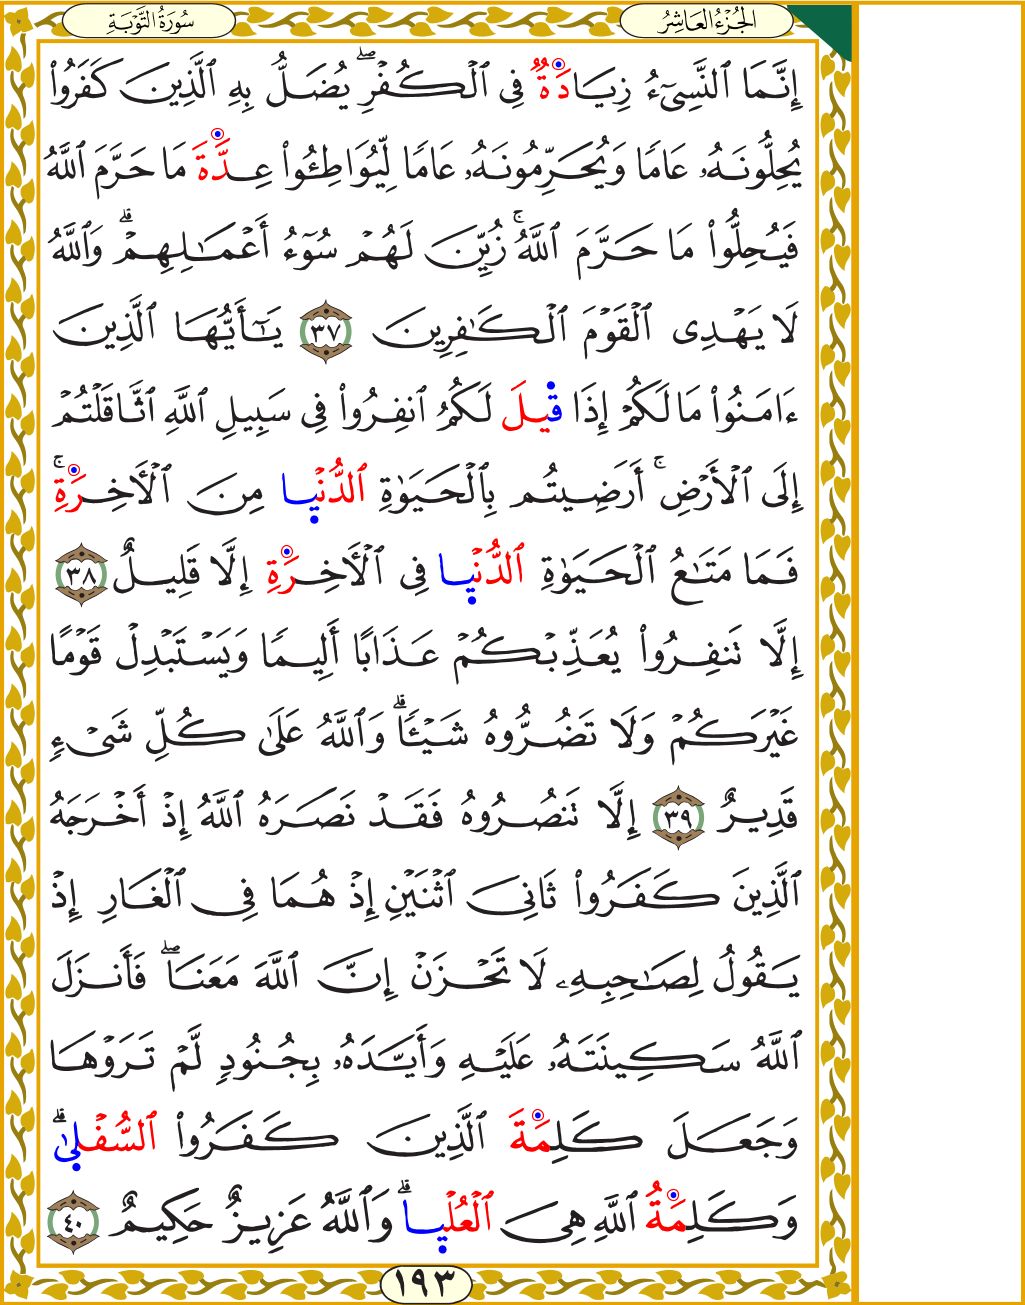 الجُزْءُ العَاشِرُ
سُورَةُ التَّوْبَةِ
إِنَّمَا ٱلنَّسِىٓءُ زِيَادَةٌ فِى ٱلْكُفْرِ ۖ يُضَلُّ بِهِ ٱلَّذِينَ كَفَرُوا۟
يُحِلُّونَهُۥ عَامًا وَيُحَرِّمُونَهُۥ عَامًا لِّيُوَاطِـُٔوا۟ عِدَّةَ مَا حَرَّمَ ٱللَّهُ
فَيُحِلُّوا۟ مَا حَرَّمَ ٱللَّهُ ۚ زُيِّنَ لَهُمْ سُوٓءُ أَعْمَـٰلِهِمْ ۗ وَٱللَّهُ
لَا يَهْدِى ٱلْقَوْمَ ٱلْكَـٰفِرِينَ ٣٧ يَـٰٓأَيُّهَا ٱلَّذِينَ
ءَامَنُوا۟ مَا لَكُمْ إِذَا قِيلَ لَكُمُ ٱنفِرُوا۟ فِى سَبِيلِ ٱللَّهِ ٱثَّاقَلْتُمْ
إِلَى ٱلْأَرْضِ ۚ أَرَضِيتُم بِٱلْحَيَوٰةِ ٱلدُّنْيَا مِنَ ٱلْأَخِرَةِ ۚ
فَمَا مَتَـٰعُ ٱلْحَيَوٰةِ ٱلدُّنْيَا فِى ٱلْأَخِرَةِ إِلَّا قَلِيلٌ ٣٨
إِلَّا تَنفِرُوا۟ يُعَذِّبْكُمْ عَذَابًا أَلِيمًا وَيَسْتَبْدِلْ قَوْمًا
غَيْرَكُمْ وَلَا تَضُرُّوهُ شَيْـًٔا ۗ وَٱللَّهُ عَلَىٰ كُلِّ شَىْءٍ
قَدِيرٌ ٣٩ إِلَّا تَنصُرُوهُ فَقَدْ نَصَرَهُ ٱللَّهُ إِذْ أَخْرَجَهُ
ٱلَّذِينَ كَفَرُوا۟ ثَانِىَ ٱثْنَيْنِ إِذْ هُمَا فِى ٱلْغَارِ إِذْ
يَقُولُ لِصَـٰحِبِهِۦ لَا تَحْزَنْ إِنَّ ٱللَّهَ مَعَنَا ۖ فَأَنزَلَ
ٱللَّهُ سَكِينَتَهُۥ عَلَيْهِ وَأَيَّدَهُۥ بِجُنُودٍ لَّمْ تَرَوْهَا
وَجَعَلَ كَلِمَةَ ٱلَّذِينَ كَفَرُوا۟ ٱلسُّفْلَىٰ ۗ
وَكَلِمَةُ ٱللَّهِ هِىَ ٱلْعُلْيَا ۗ وَٱللَّهُ عَزِيزٌ حَكِيمٌ ٤٠
١٩٣